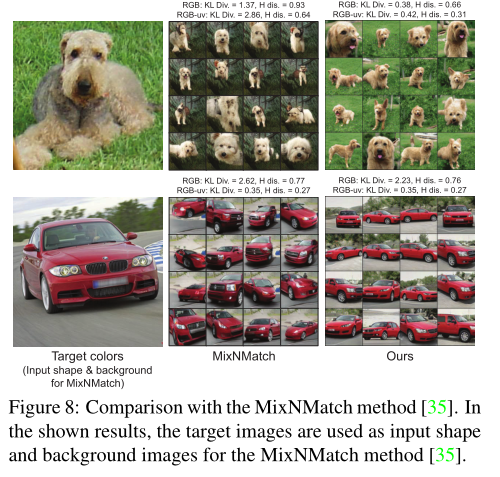 RGB: KL Div. = 1.37, H dis. = 0.93
RGB-uv: KL Div. = 2.86, H dis. = 0.64
RGB: KL Div. = 0.38, H dis. = 0.66
RGB-uv: KL Div. = 0.42, H dis. = 0.31
RGB: KL Div. = 2.62, H dis. = 0.77
RGB-uv: KL Div. = 0.35, H dis. = 0.27
RGB: KL Div. = 2.23, H dis. = 0.76
RGB-uv: KL Div. = 0.35, H dis. = 0.27
Target colors
(Input shape & background
for MixNMatch)
MixNMatch
Ours
Figure 8: Comparison with the MixNMatch method [35]. In
the shown results, the target images are used as input shape
and background images for the MixNMatch method [35].